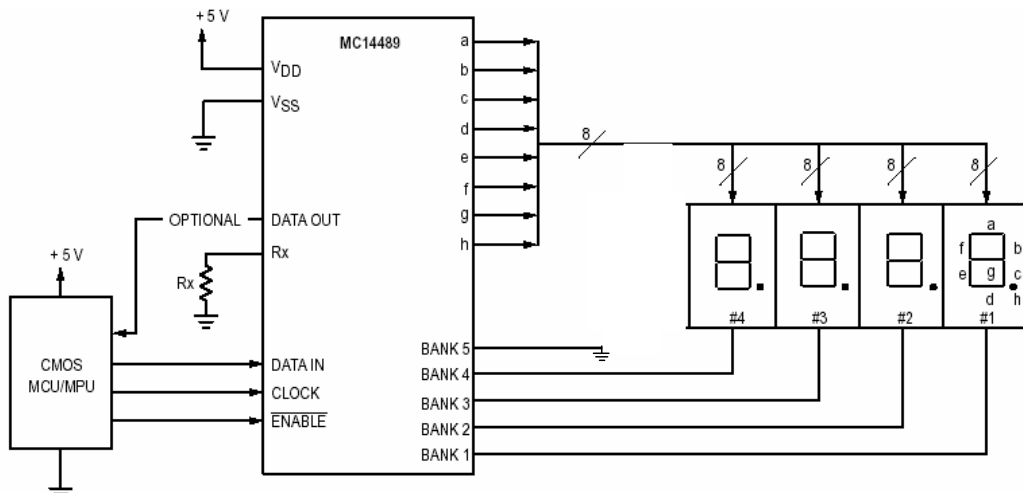 + 5 V
MC14489
VDD
VSS
a
b
c
d
e
f
g
h
8
8
8
8
8
OPTIONAL
DATA OUT
Rx
Rx
+ 5 V
CMOS
MCU/MPU
DATA IN
CLOCK
ENABLE
BANK 5
BANK 4
BANK 3
BANK 2
BANK 1
a
f
b
e
g
c
d
h
#4
#3
#2
#1